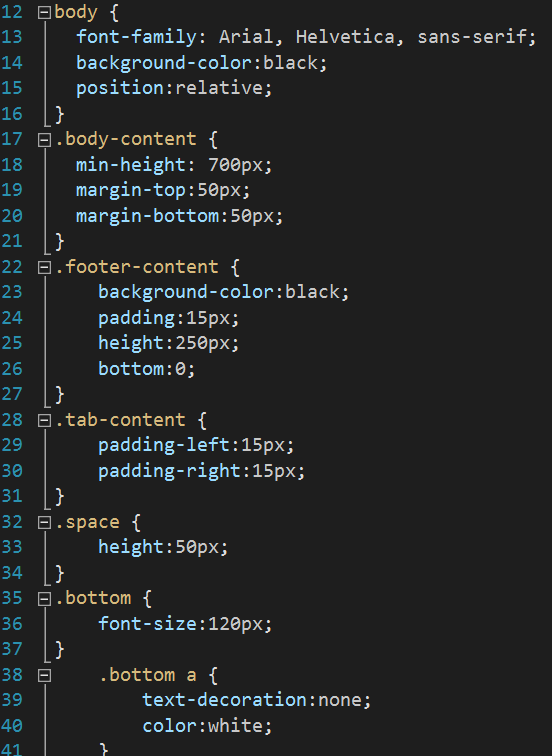 12 body {
13 font-family: Arial, Helvetica, sans-serif;
14 background-color:black;
15 position:relative;
16 }
17 .body-content {
18 min-height: 700px;
19 margin-top:50px;
20 margin-bottom:50px;
21 }
22 .footer-content {
23 background-color:black;
24 padding:15px;
25 height:250px;
26 bottom:0;
27 }
28 .tab-content {
29 padding-left:15px;
30 padding-right:15px;
31 }
32 .space {
33 height:50px;
34 }
35 .bottom {
36 font-size:120px;
37 }
38 .bottom a {
39 text-decoration:none;
40 color:white;
41 }